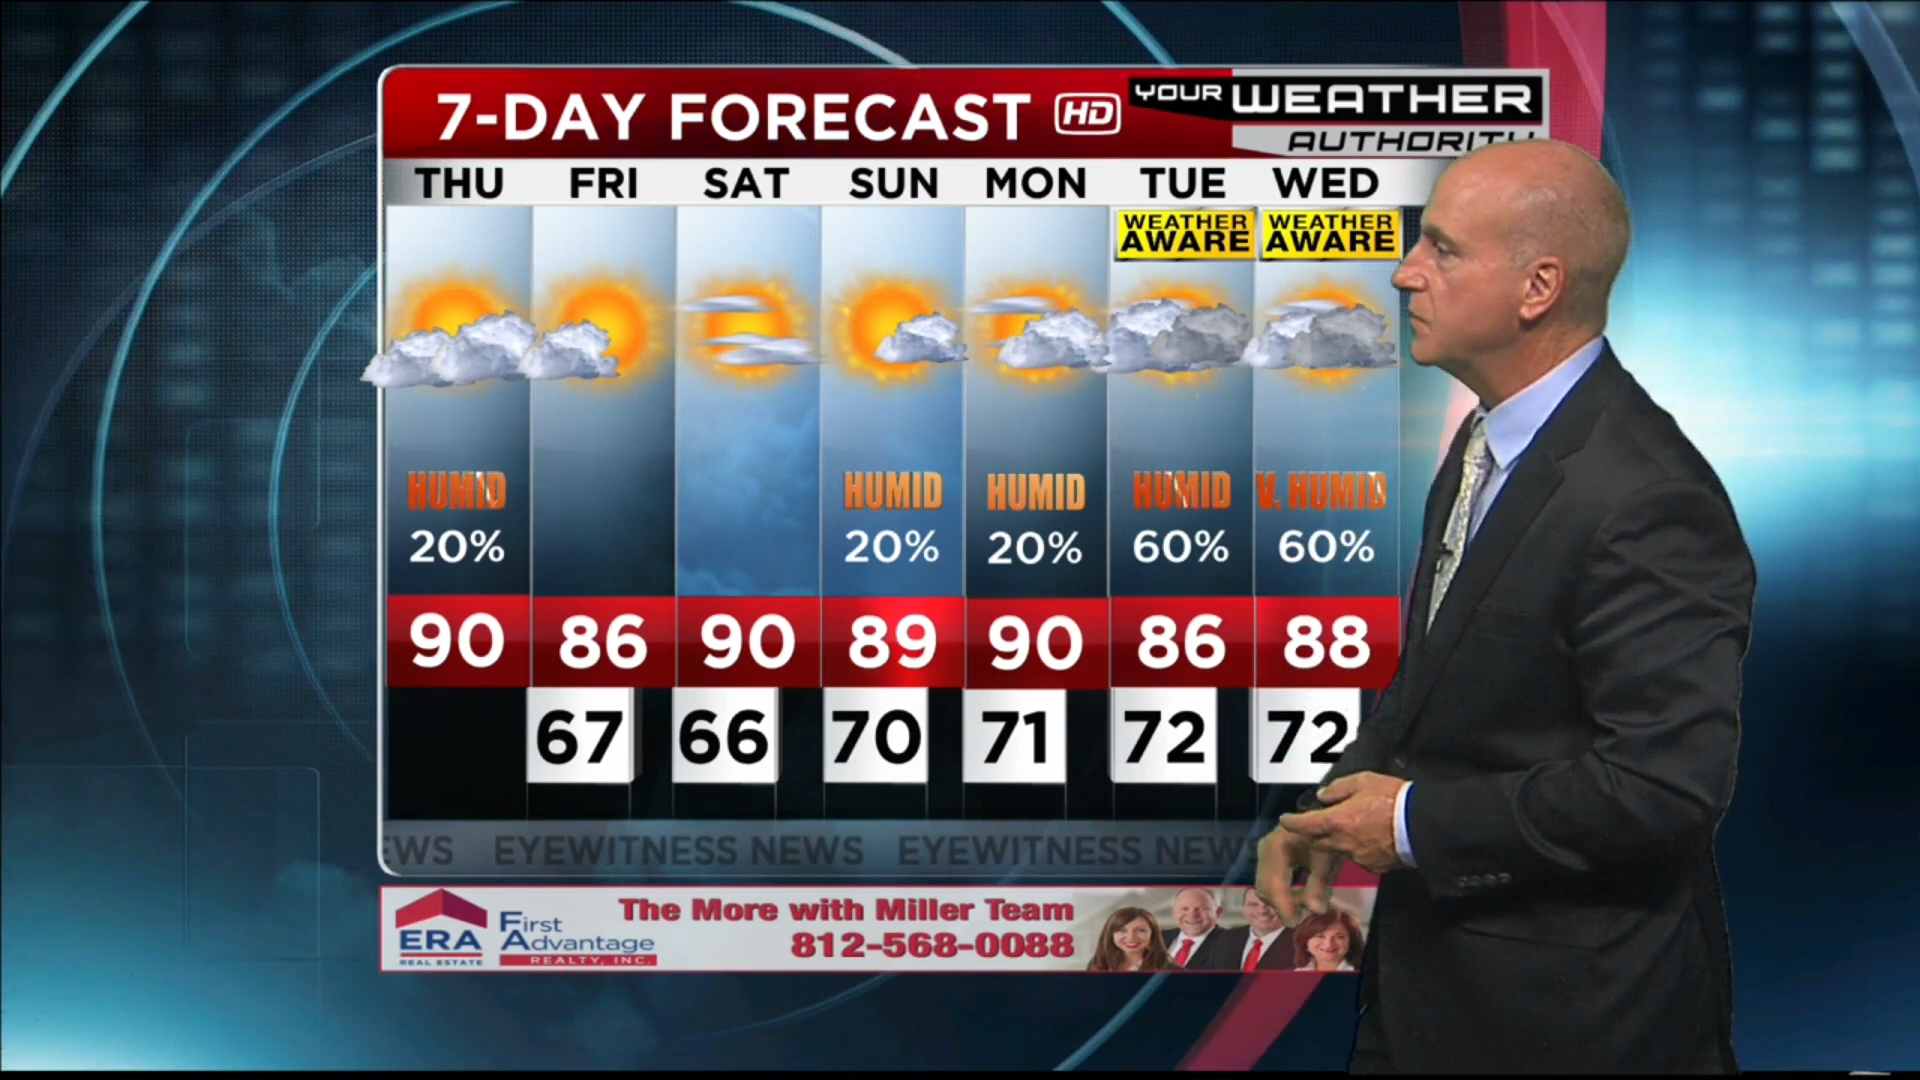 7-DAY FORECAST HD YOUR WEATHER
AUTHORITY
THU FRI SAT SUN MON TUE WED
WEATHER AWARE WEATHER AWARE
HUMID HUMID HUMID HUMID V. HUMID
20% 20% 20% 60% 60%
90 86 90 89 90 86 88
67 66 70 71 72 72
EWS EYEWITNESS NEWS EYEWITNESS NEWS
ERA
REAL ESTATE
First
Advantage
REALTY, INC.
The More with Miller Team
812-568-0088